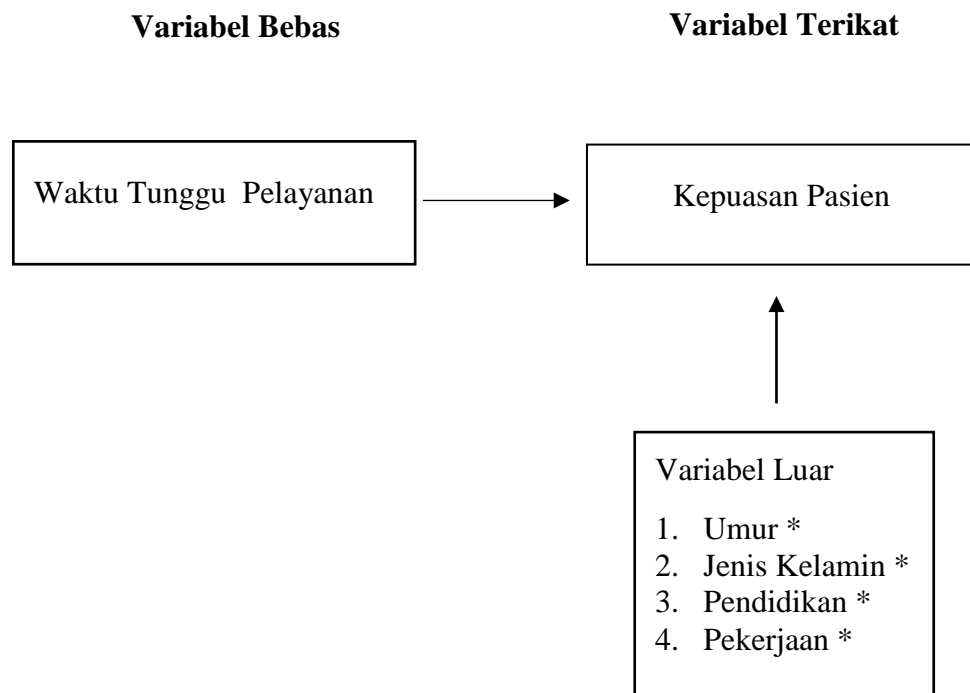 Variabel Bebas
Variabel Terikat
Waktu Tunggu Pelayanan
Kepuasan Pasien
Variabel Luar
1. Umur *
2. Jenis Kelamin *
3. Pendidikan *
4. Pekerjaan *